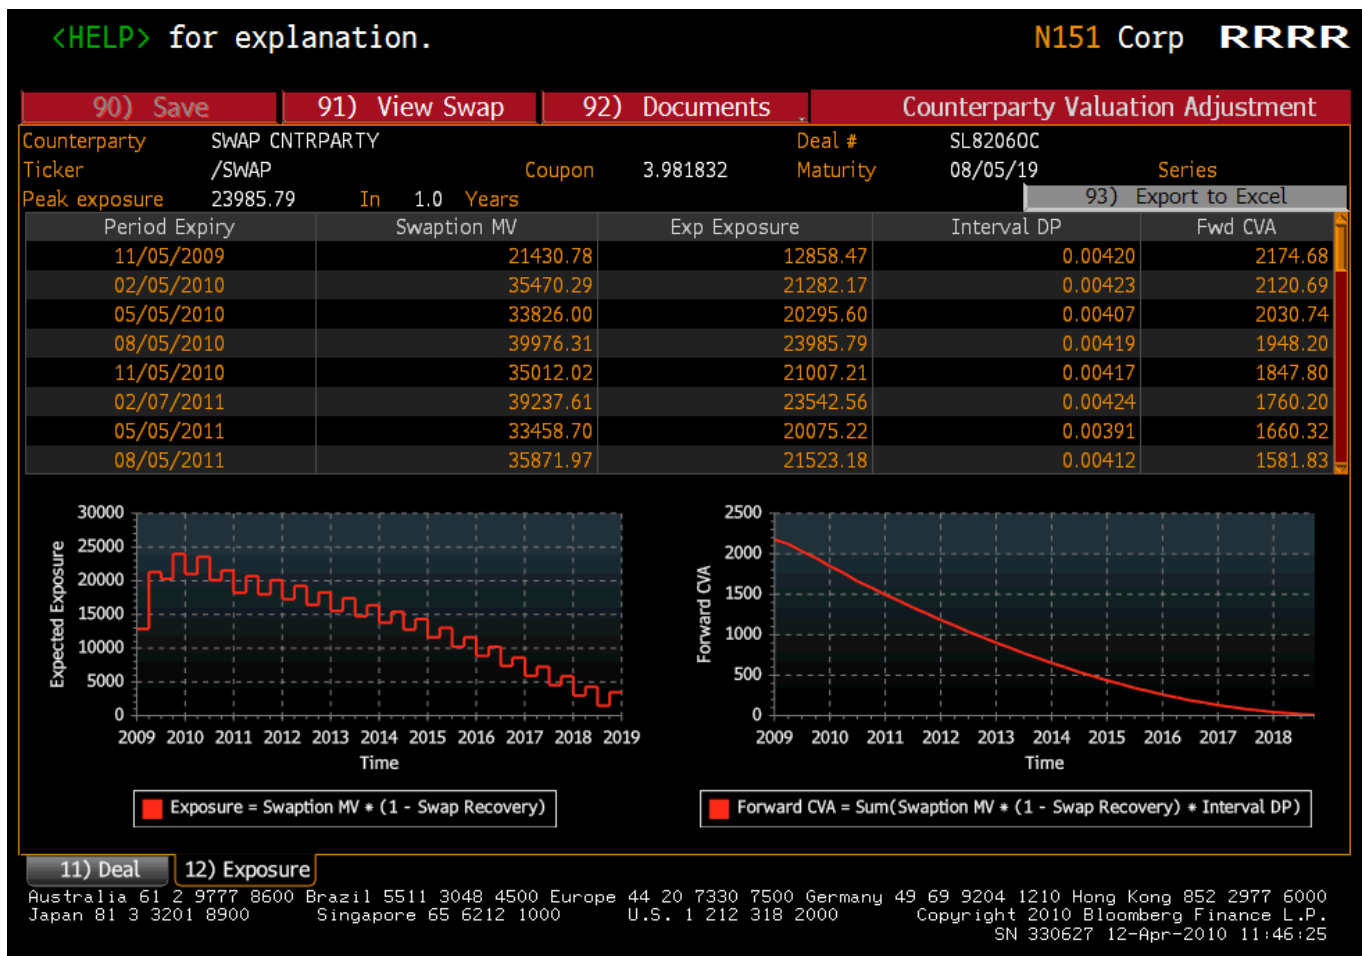 <HELP> for explanation. N151 Corp RRRR
90) Save 91) View Swap 92) Documents Counterparty Valuation Adjustment
Counterparty SWAP CNTRPARTY Deal # SL82060C
Ticker /SWAP Coupon 3.981832 Maturity 08/05/19 Series
Peak exposure 23985.79 In 1.0 Years 93) Export to Excel
Period Expiry Swaption MV Exp Exposure Interval DP Fwd CVA
11/05/2009 21430.78 12858.47 0.00420 2174.68
02/05/2010 35470.29 21282.17 0.00423 2120.69
05/05/2010 33826.00 20295.60 0.00407 2030.74
08/05/2010 39976.31 23985.79 0.00419 1948.20
11/05/2010 35012.02 21007.21 0.00417 1847.80
02/07/2011 39237.61 23542.56 0.00424 1760.20
05/05/2011 33458.70 20075.22 0.00391 1660.32
08/05/2011 35871.97 21523.18 0.00412 1581.83
Expected Exposure
30000
25000
20000
15000
10000
5000
0
2009 2010 2011 2012 2013 2014 2015 2016 2017 2018 2019
Time
Exposure = Swaption MV * (1 - Swap Recovery)
Forward CVA
2500
2000
1500
1000
500
0
2009 2010 2011 2012 2013 2014 2015 2016 2017 2018
Time
Forward CVA = Sum(Swaption MV * (1 - Swap Recovery) * Interval DP)
11) Deal 12) Exposure
Australia 61 2 9777 8600 Brazil 5511 3048 4500 Europe 44 20 7330 7500 Germany 49 69 9204 1210 Hong Kong 852 2977 6000
Japan 81 3 3201 8900 Singapore 65 6212 1000 U.S. 1 212 318 2000 Copyright 2010 Bloomberg Finance L.P.
SN 330627 12-Apr-2010 11:46:25